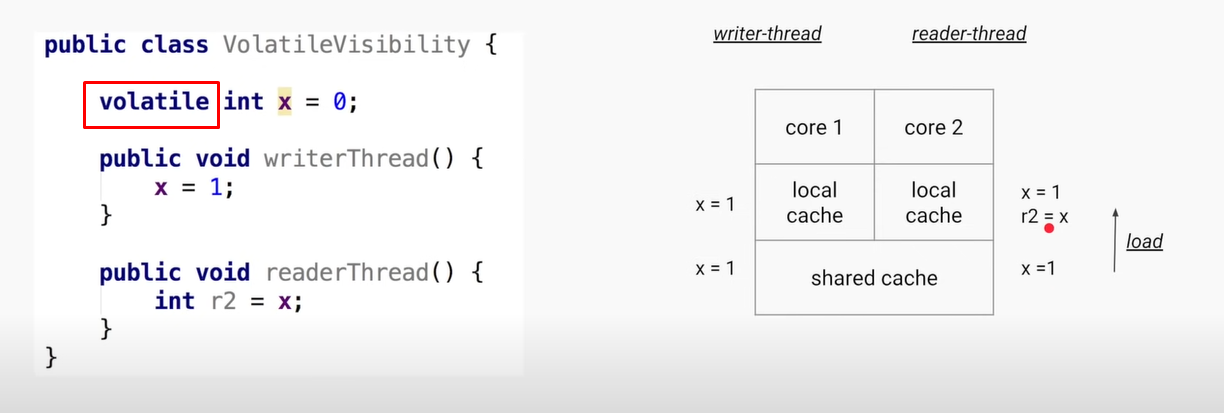 public class VolatileVisibility {
volatile int x = 0;
public void writerThread() {
x = 1;
}
public void readerThread() {
int r2 = x;
}
}
writer-thread
reader-thread
core 1
core 2
x = 1
local
cache
local
cache
x = 1
r2 = x
load
x = 1
shared cache
x =1